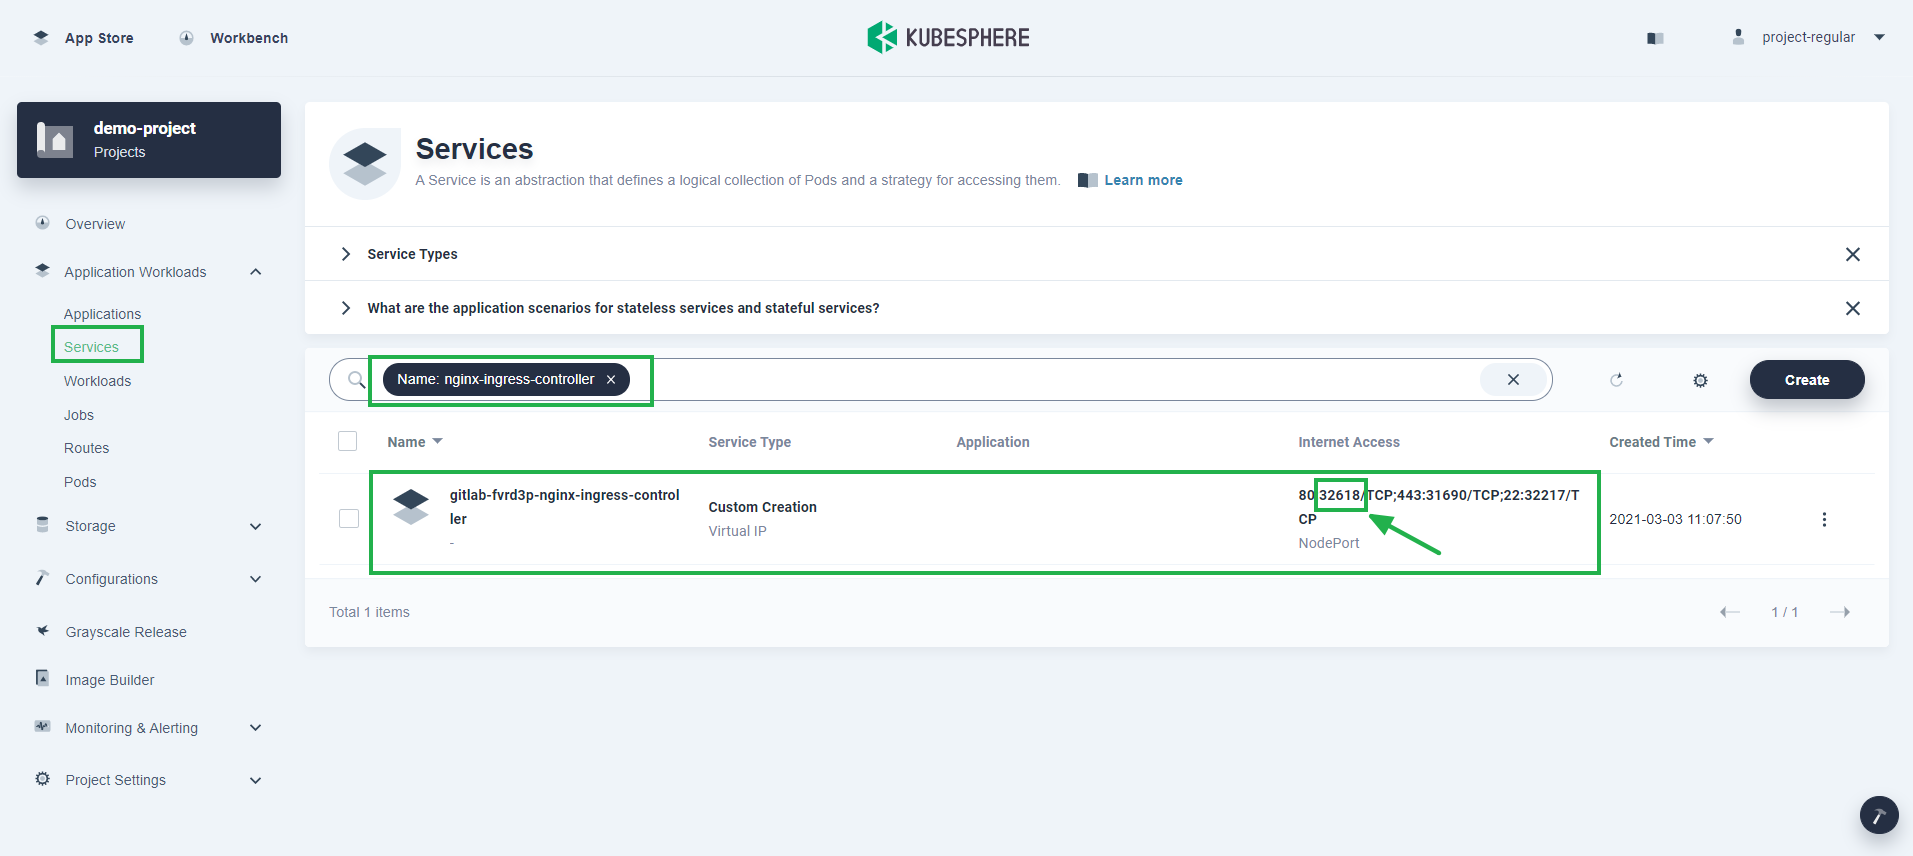 App Store
Workbench
KUBESPHERE
project-regular
demo-project
Projects
Overview
Application Workloads
Applications
Services
Workloads
Jobs
Routes
Pods
Storage
Configurations
Grayscale Release
Image Builder
Monitoring & Alerting
Project Settings
Services
A Service is an abstraction that defines a logical collection of Pods and a strategy for accessing them. Learn more
Service Types
What are the application scenarios for stateless services and stateful services?
Name: nginx-ingress-controller
Create
Name Service Type Application Internet Access Created Time
gitlab-fvrd3p-nginx-ingress-control
ler
-
Custom Creation
Virtual IP
80:32618/TCP;443:31690/TCP;22:32217/T
CP
NodePort
2021-03-03 11:07:50
Total 1 items
1 / 1